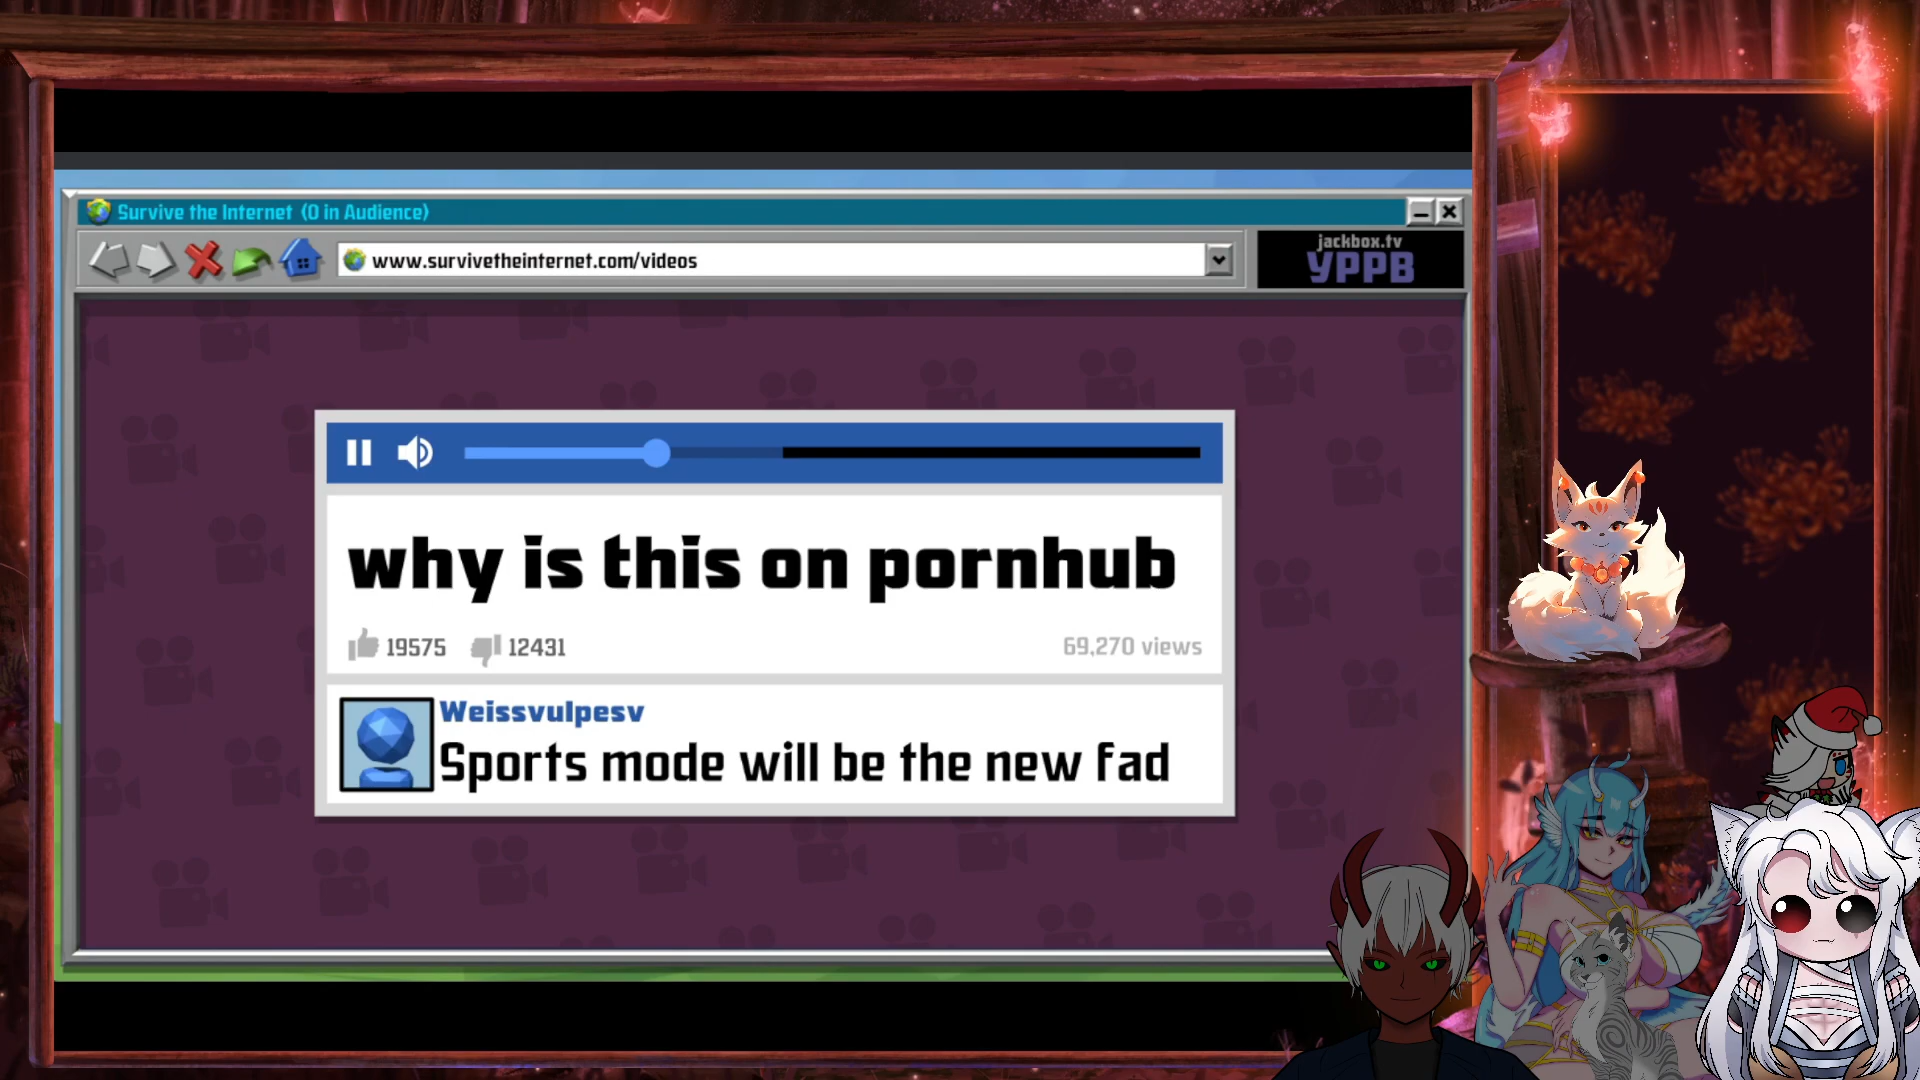 Survive the Internet (0 in Audience)
www.survivetheinternet.com/videos
jackbox.tv
YPPB
why is this on pornhub
19575 12431 69,270 views
Weissvulpesv
Sports mode will be the new fad